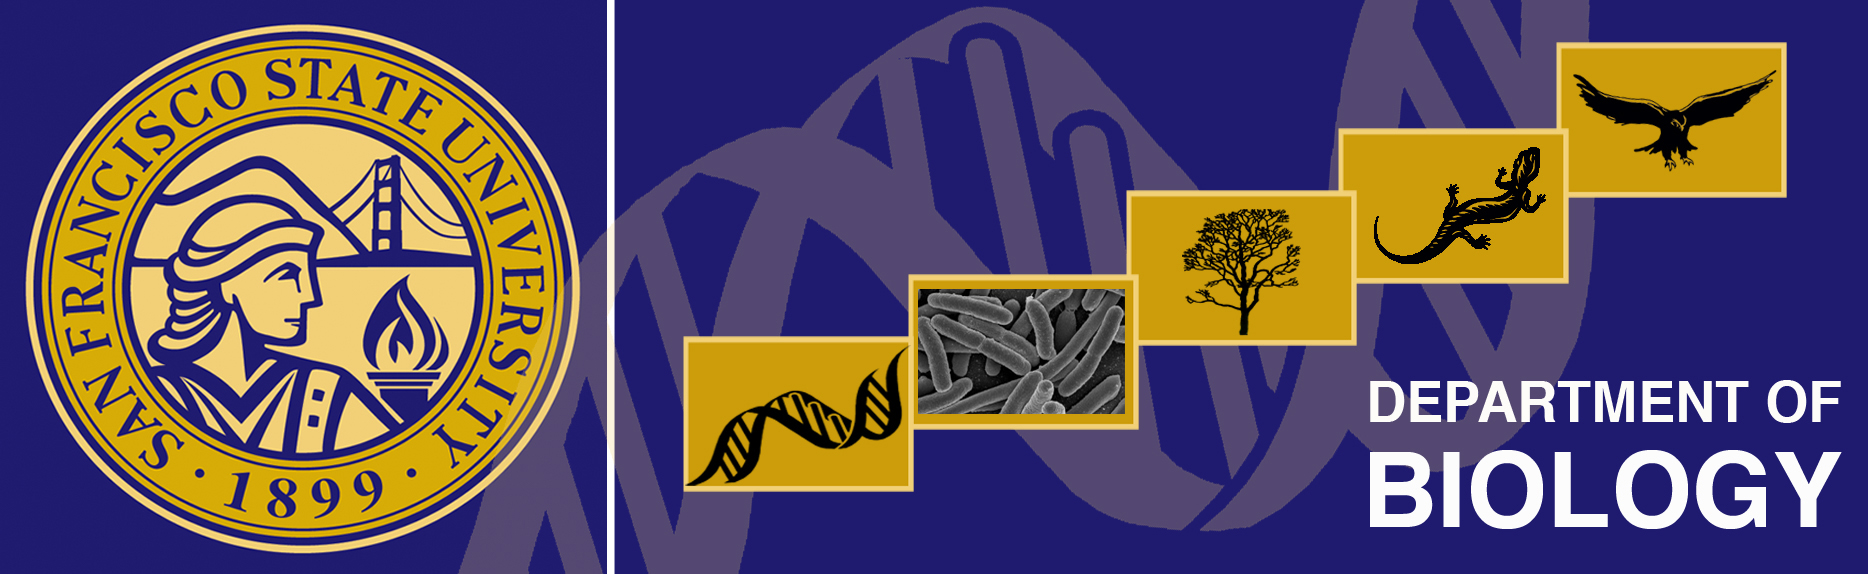 SAN FRANCISCO STATE UNIVERSITY
· 1899 ·
DEPARTMENT OF
BIOLOGY